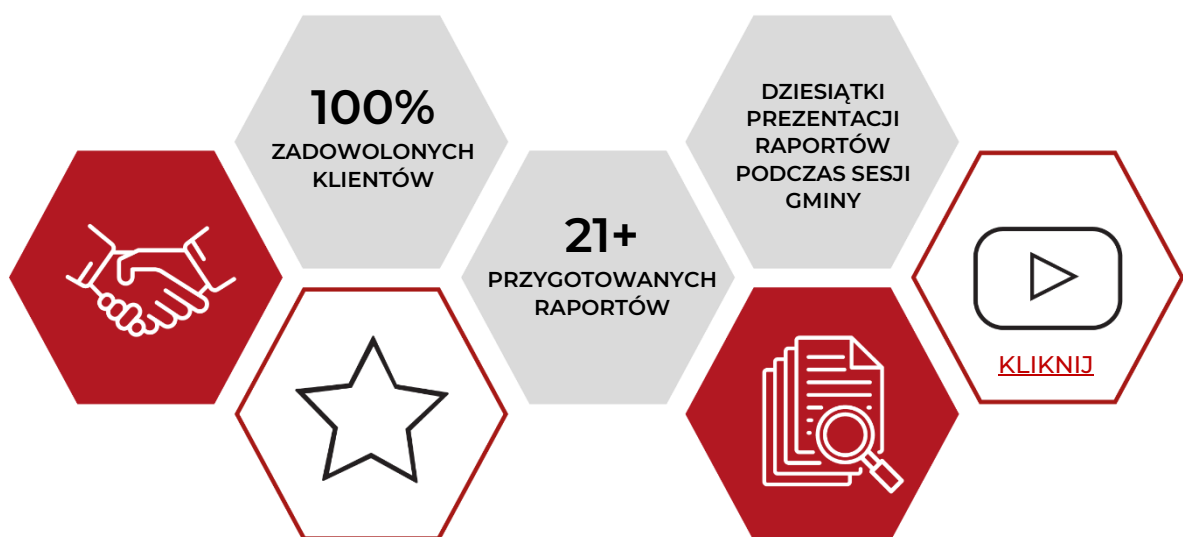 100%
ZADOWOLONYCH
KLIENTÓW
21+
PRZYGOTOWANYCH
RAPORTÓW
DZIESIĄTKI
PREZENTACJI
RAPORTÓW
PODCZAS SESJI
GMINY
KLIKNIJ